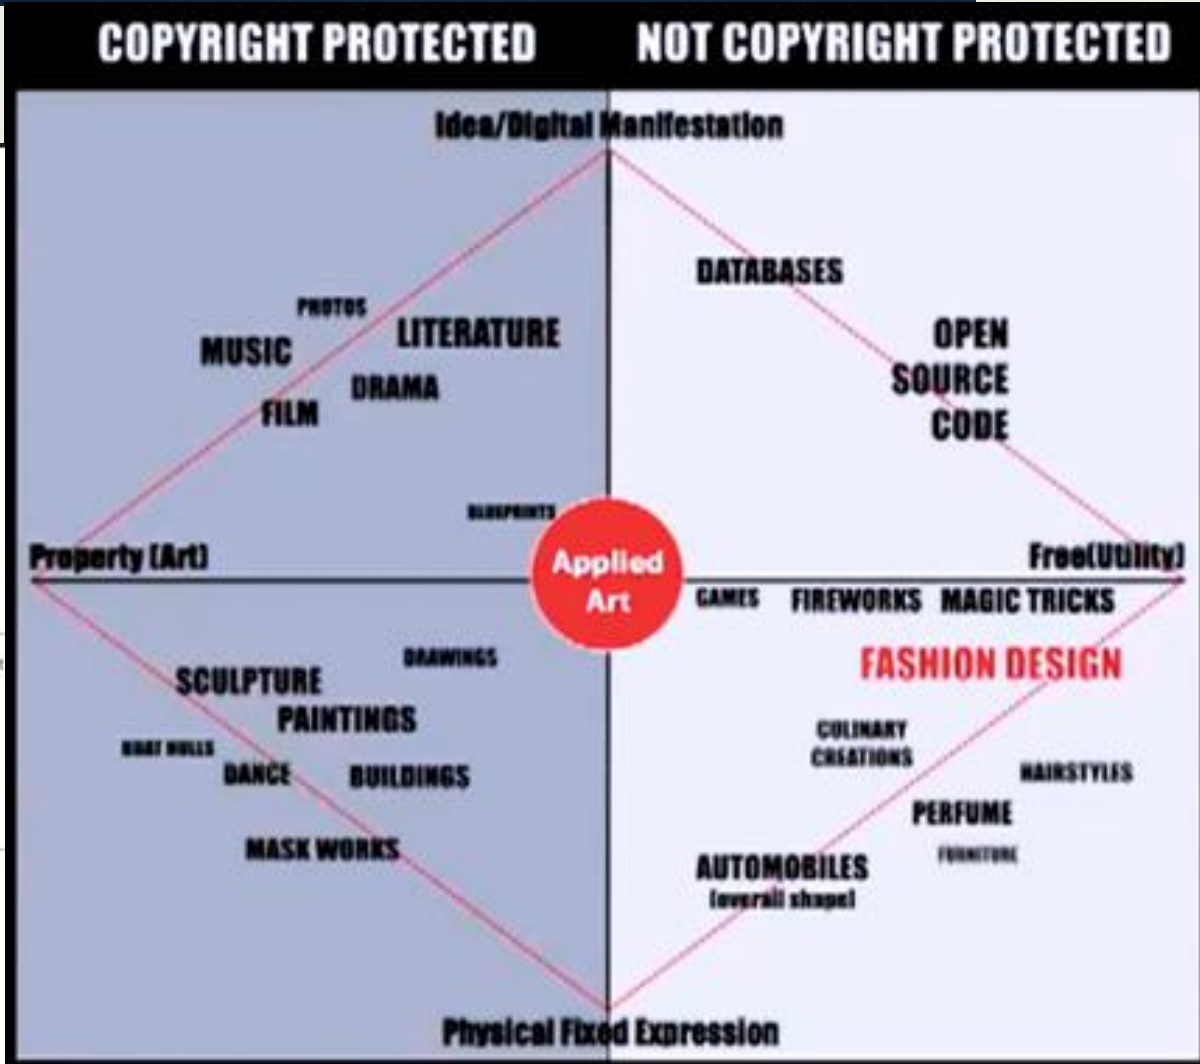 COPYRIGHT PROTECTED
NOT COPYRIGHT PROTECTED
Idea/Digital Manifestation
DATABASES
PHOTOS
LITERATURE
MUSIC
DRAMA
FILM
OPEN
SOURCE
CODE
BLUEPRINTS
Property (Art)
Applied
Art
Free(Utility)
GAMES
FIREWORKS
MAGIC TRICKS
DRAWINGS
FASHION DESIGN
SCULPTURE
PAINTINGS
BOAT HULLS
DANCE
BUILDINGS
CULINARY
CREATIONS
HAIRSTYLES
PERFUME
MASK WORKS
FURNITURE
AUTOMOBILES
(overall shape)
Physical Fixed Expression